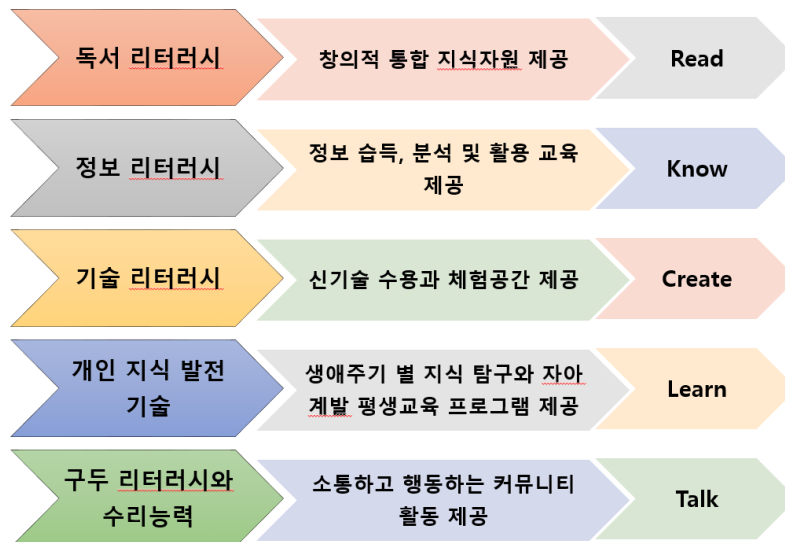 독서 리터러시
창의적 통합 지식자원 제공
Read
정보 리터러시
정보 습득, 분석 및 활용 교육
제공
Know
기술 리터러시
신기술 수용과 체험공간 제공
Create
개인 지식 발전
기술
생애주기 별 지식 탐구와 자아
계발 평생교육 프로그램 제공
Learn
구두 리터러시와
수리능력
소통하고 행동하는 커뮤니티
활동 제공
Talk